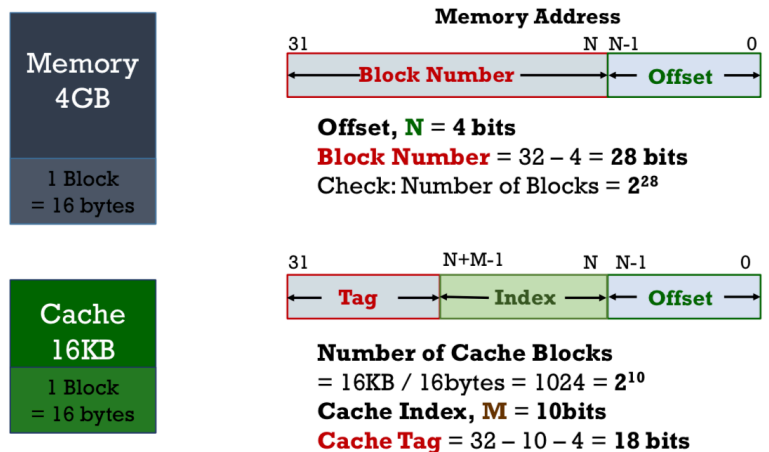 Memory
4GB
1 Block
= 16 bytes
Memory Address
31 N N-1 0
Block Number Offset
Offset, N = 4 bits
Block Number = 32 – 4 = 28 bits
Check: Number of Blocks = 2²⁸
Cache
16KB
1 Block
= 16 bytes
31 N+M-1 N N-1 0
Tag Index Offset
Number of Cache Blocks
= 16KB / 16bytes = 1024 = 2¹⁰
Cache Index, M = 10bits
Cache Tag = 32 – 10 – 4 = 18 bits